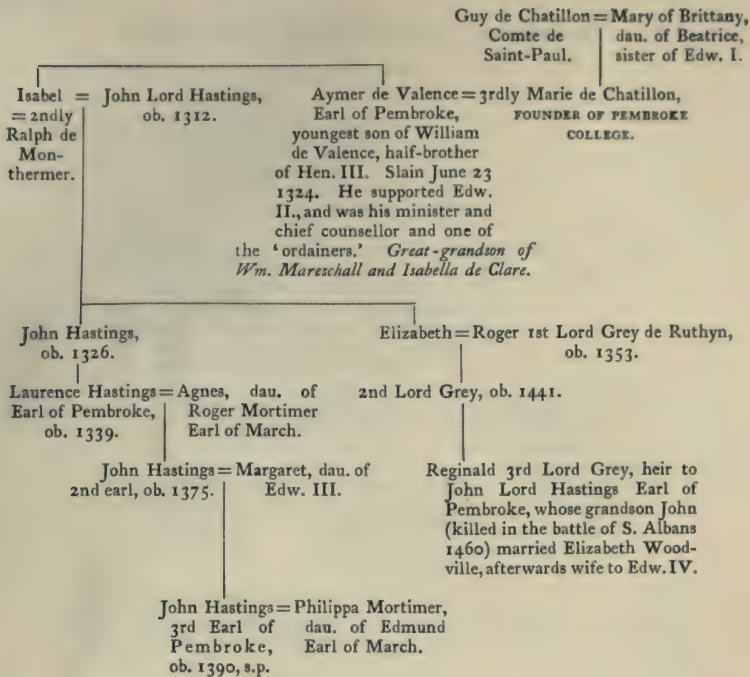 Guy de Chatillon = Mary of Brittany,
Comte de dau. of Beatrice,
Saint-Paul. sister of Edw. I.
Isabel = John Lord Hastings,
= 2ndly ob. 1312.
Ralph de
Mon-
thermer.
Aymer de Valence = 3rdly Marie de Chatillon,
Earl of Pembroke, FOUNDER OF PEMBROKE
youngest son of William COLLEGE.
de Valence, half-brother
of Hen. III. Slain June 23
1324. He supported Edw.
II., and was his minister and
chief counsellor and one of
the ‘ordainers.’ Great-grandson of
Wm. Mareschall and Isabella de Clare.
John Hastings,
ob. 1326.
Elizabeth = Roger 1st Lord Grey de Ruthyn,
ob. 1353.
Laurence Hastings = Agnes, dau. of
Earl of Pembroke, Roger Mortimer
ob. 1339. Earl of March.
2nd Lord Grey, ob. 1441.
John Hastings = Margaret, dau. of
2nd earl, ob. 1375. Edw. III.
Reginald 3rd Lord Grey, heir to
John Lord Hastings Earl of
Pembroke, whose grandson John
(killed in the battle of S. Albans
1460) married Elizabeth Wood-
ville, afterwards wife to Edw. IV.
John Hastings = Philippa Mortimer,
3rd Earl of dau. of Edmund
Pembroke, Earl of March.
ob. 1390, s.p.